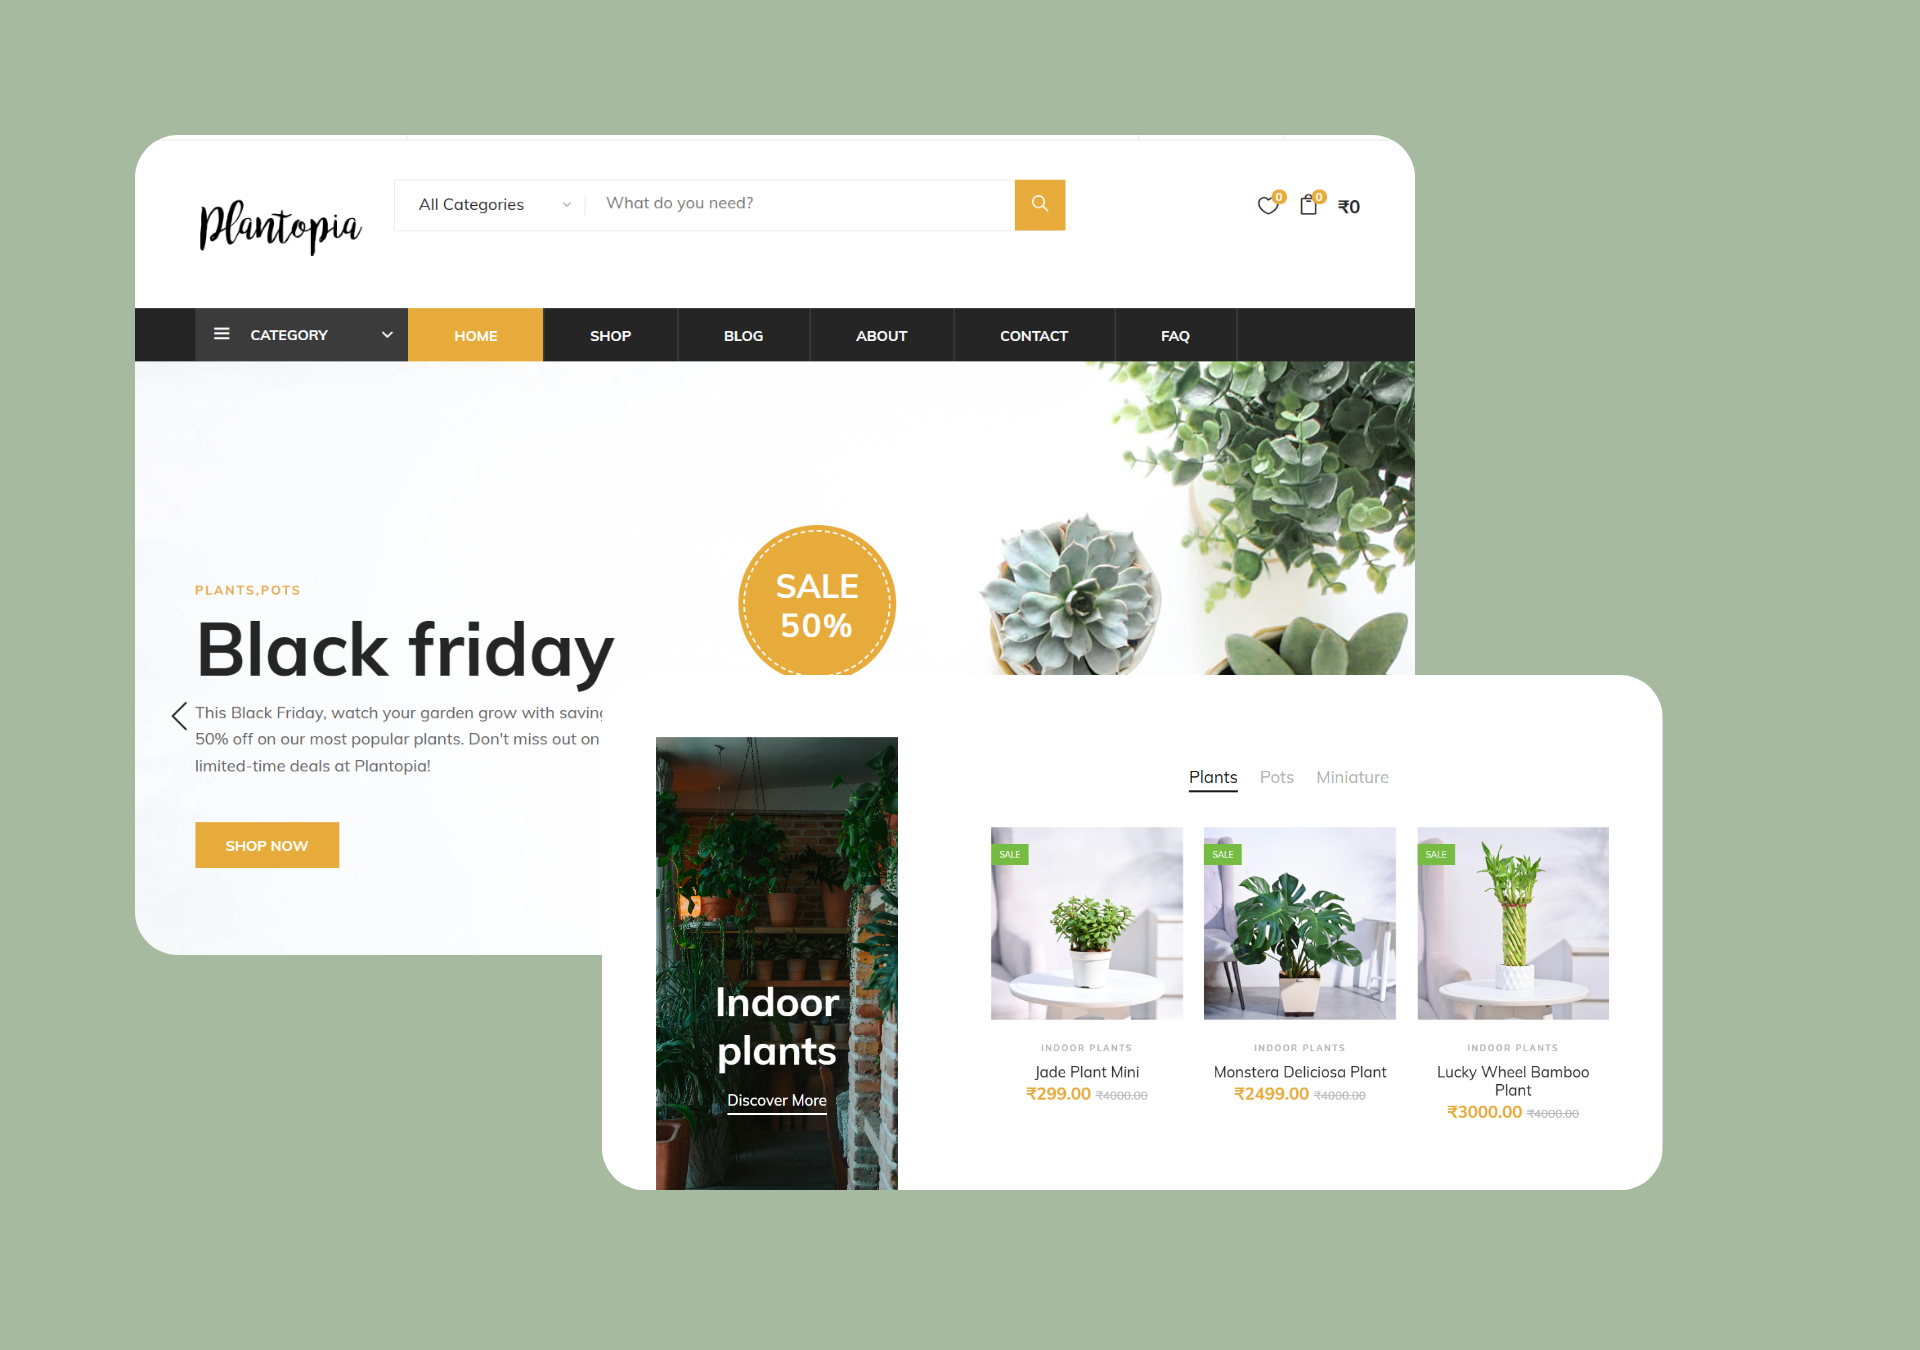 Plantopia
All Categories
What do you need?
0
0
₹0
CATEGORY
HOME
SHOP
BLOG
ABOUT
CONTACT
FAQ
SALE
50%
PLANTS,POTS
Black friday
This Black Friday, watch your garden grow with saving
50% off on our most popular plants. Don't miss out on
limited-time deals at Plantopia!
SHOP NOW
Indoor
plants
Discover More
Plants
Pots
Miniature
SALE
SALE
SALE
INDOOR PLANTS
Jade Plant Mini
₹299.00 ₹4000.00
INDOOR PLANTS
Monstera Deliciosa Plant
₹2499.00 ₹4000.00
INDOOR PLANTS
Lucky Wheel Bamboo
Plant
₹3000.00 ₹4000.00